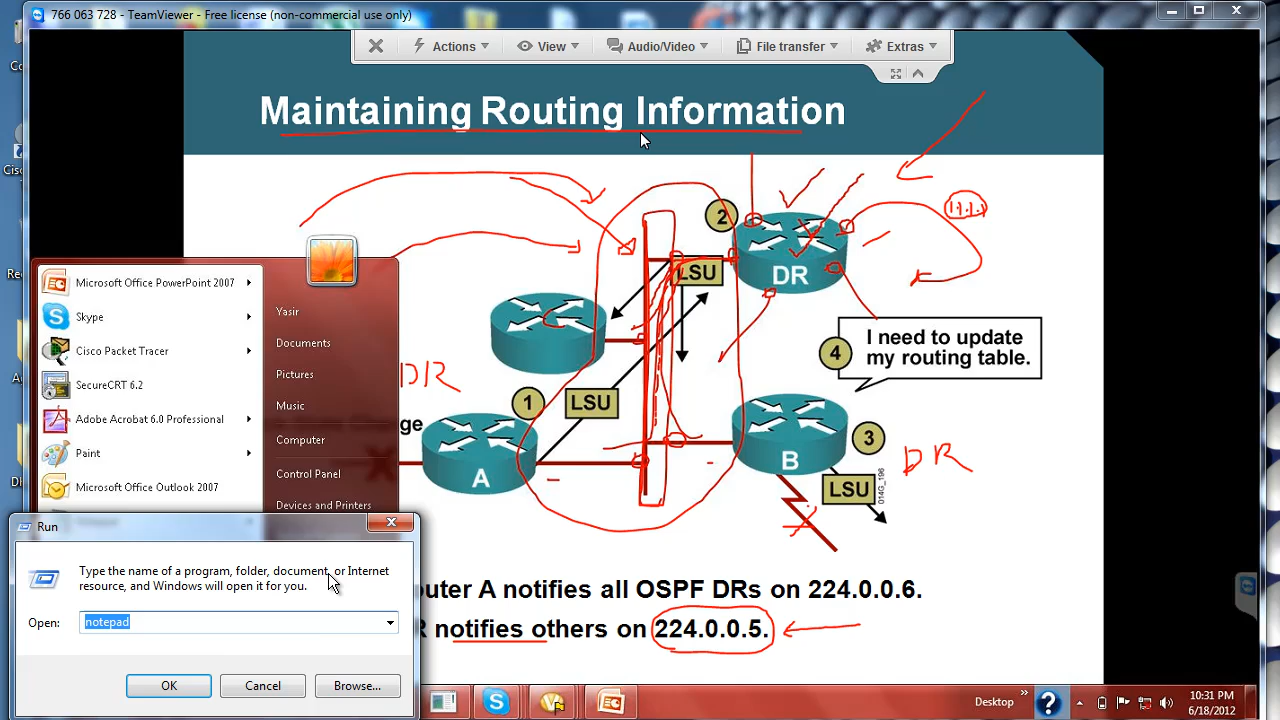 766 063 728 - TeamViewer - Free license (non-commercial use only)
Actions
View
Audio/Video
File transfer
Extras
Maintaining Routing Information
1.1.1.1
2
DR
LSU
I need to update
my routing table.
4
DR
LSU
1
ge
A
B
3
DR
LSU
014G_196
outer A notifies all OSPF DRs on 224.0.0.6.
R notifies others on 224.0.0.5.
Microsoft Office PowerPoint 2007
Skype
Cisco Packet Tracer
SecureCRT 6.2
Adobe Acrobat 6.0 Professional
Paint
Microsoft Office Outlook 2007
Yasir
Documents
Pictures
Music
Computer
Control Panel
Devices and Printers
Run
Type the name of a program, folder, document, or Internet
resource, and Windows will open it for you.
Open: notepad
OK
Cancel
Browse...
Desktop
10:31 PM
6/18/2012